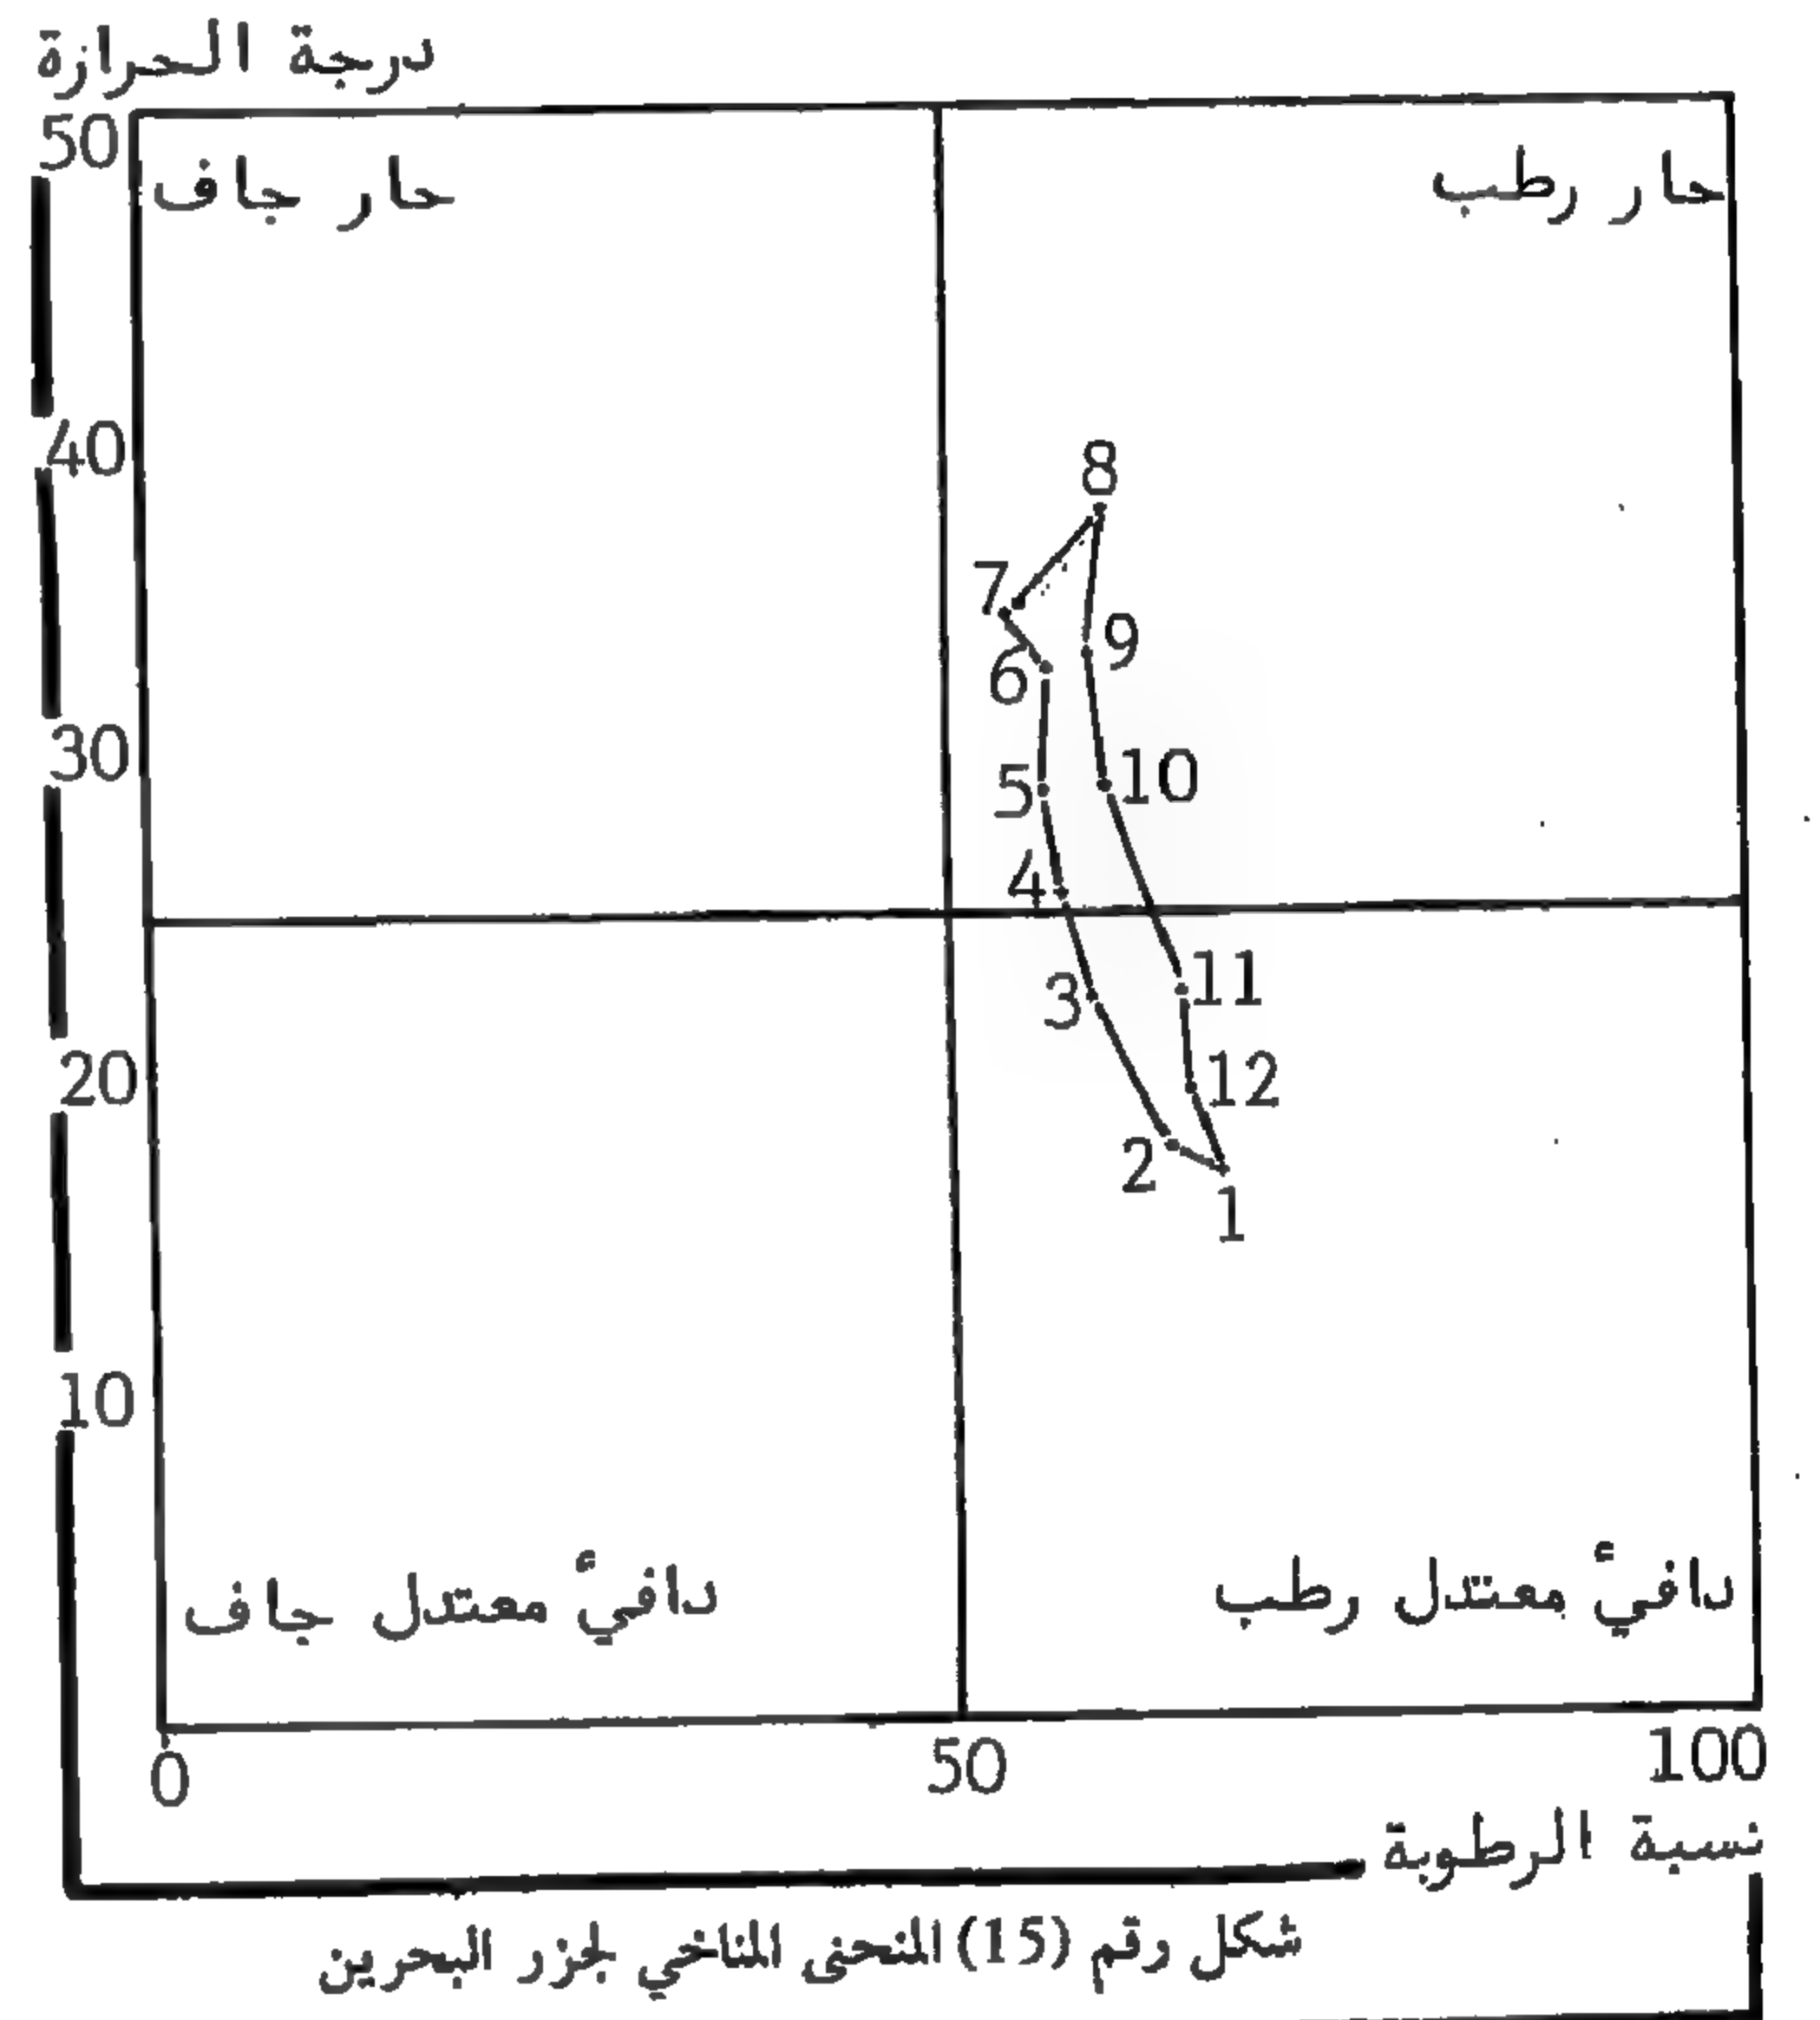 درجة الحرازة
50
حار جاف
حار رطب
40
8
7
9
6
30
5
10
4
11
3
20
12
2
1
10
دافئ معتدل جاف
دافئ معتدل رطب
0
50
100
نسبة الرطوبة
شكل رقم (15) المنحنى المناخي لجزر البحرين